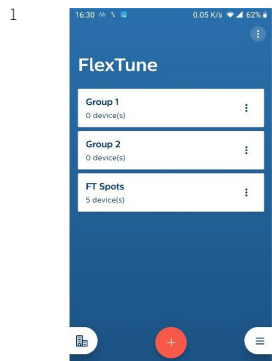 1
16:30
0.05 K/s 62%
FlexTune
Group 1
0 device(s)
Group 2
0 device(s)
FT Spots
5 device(s)
+